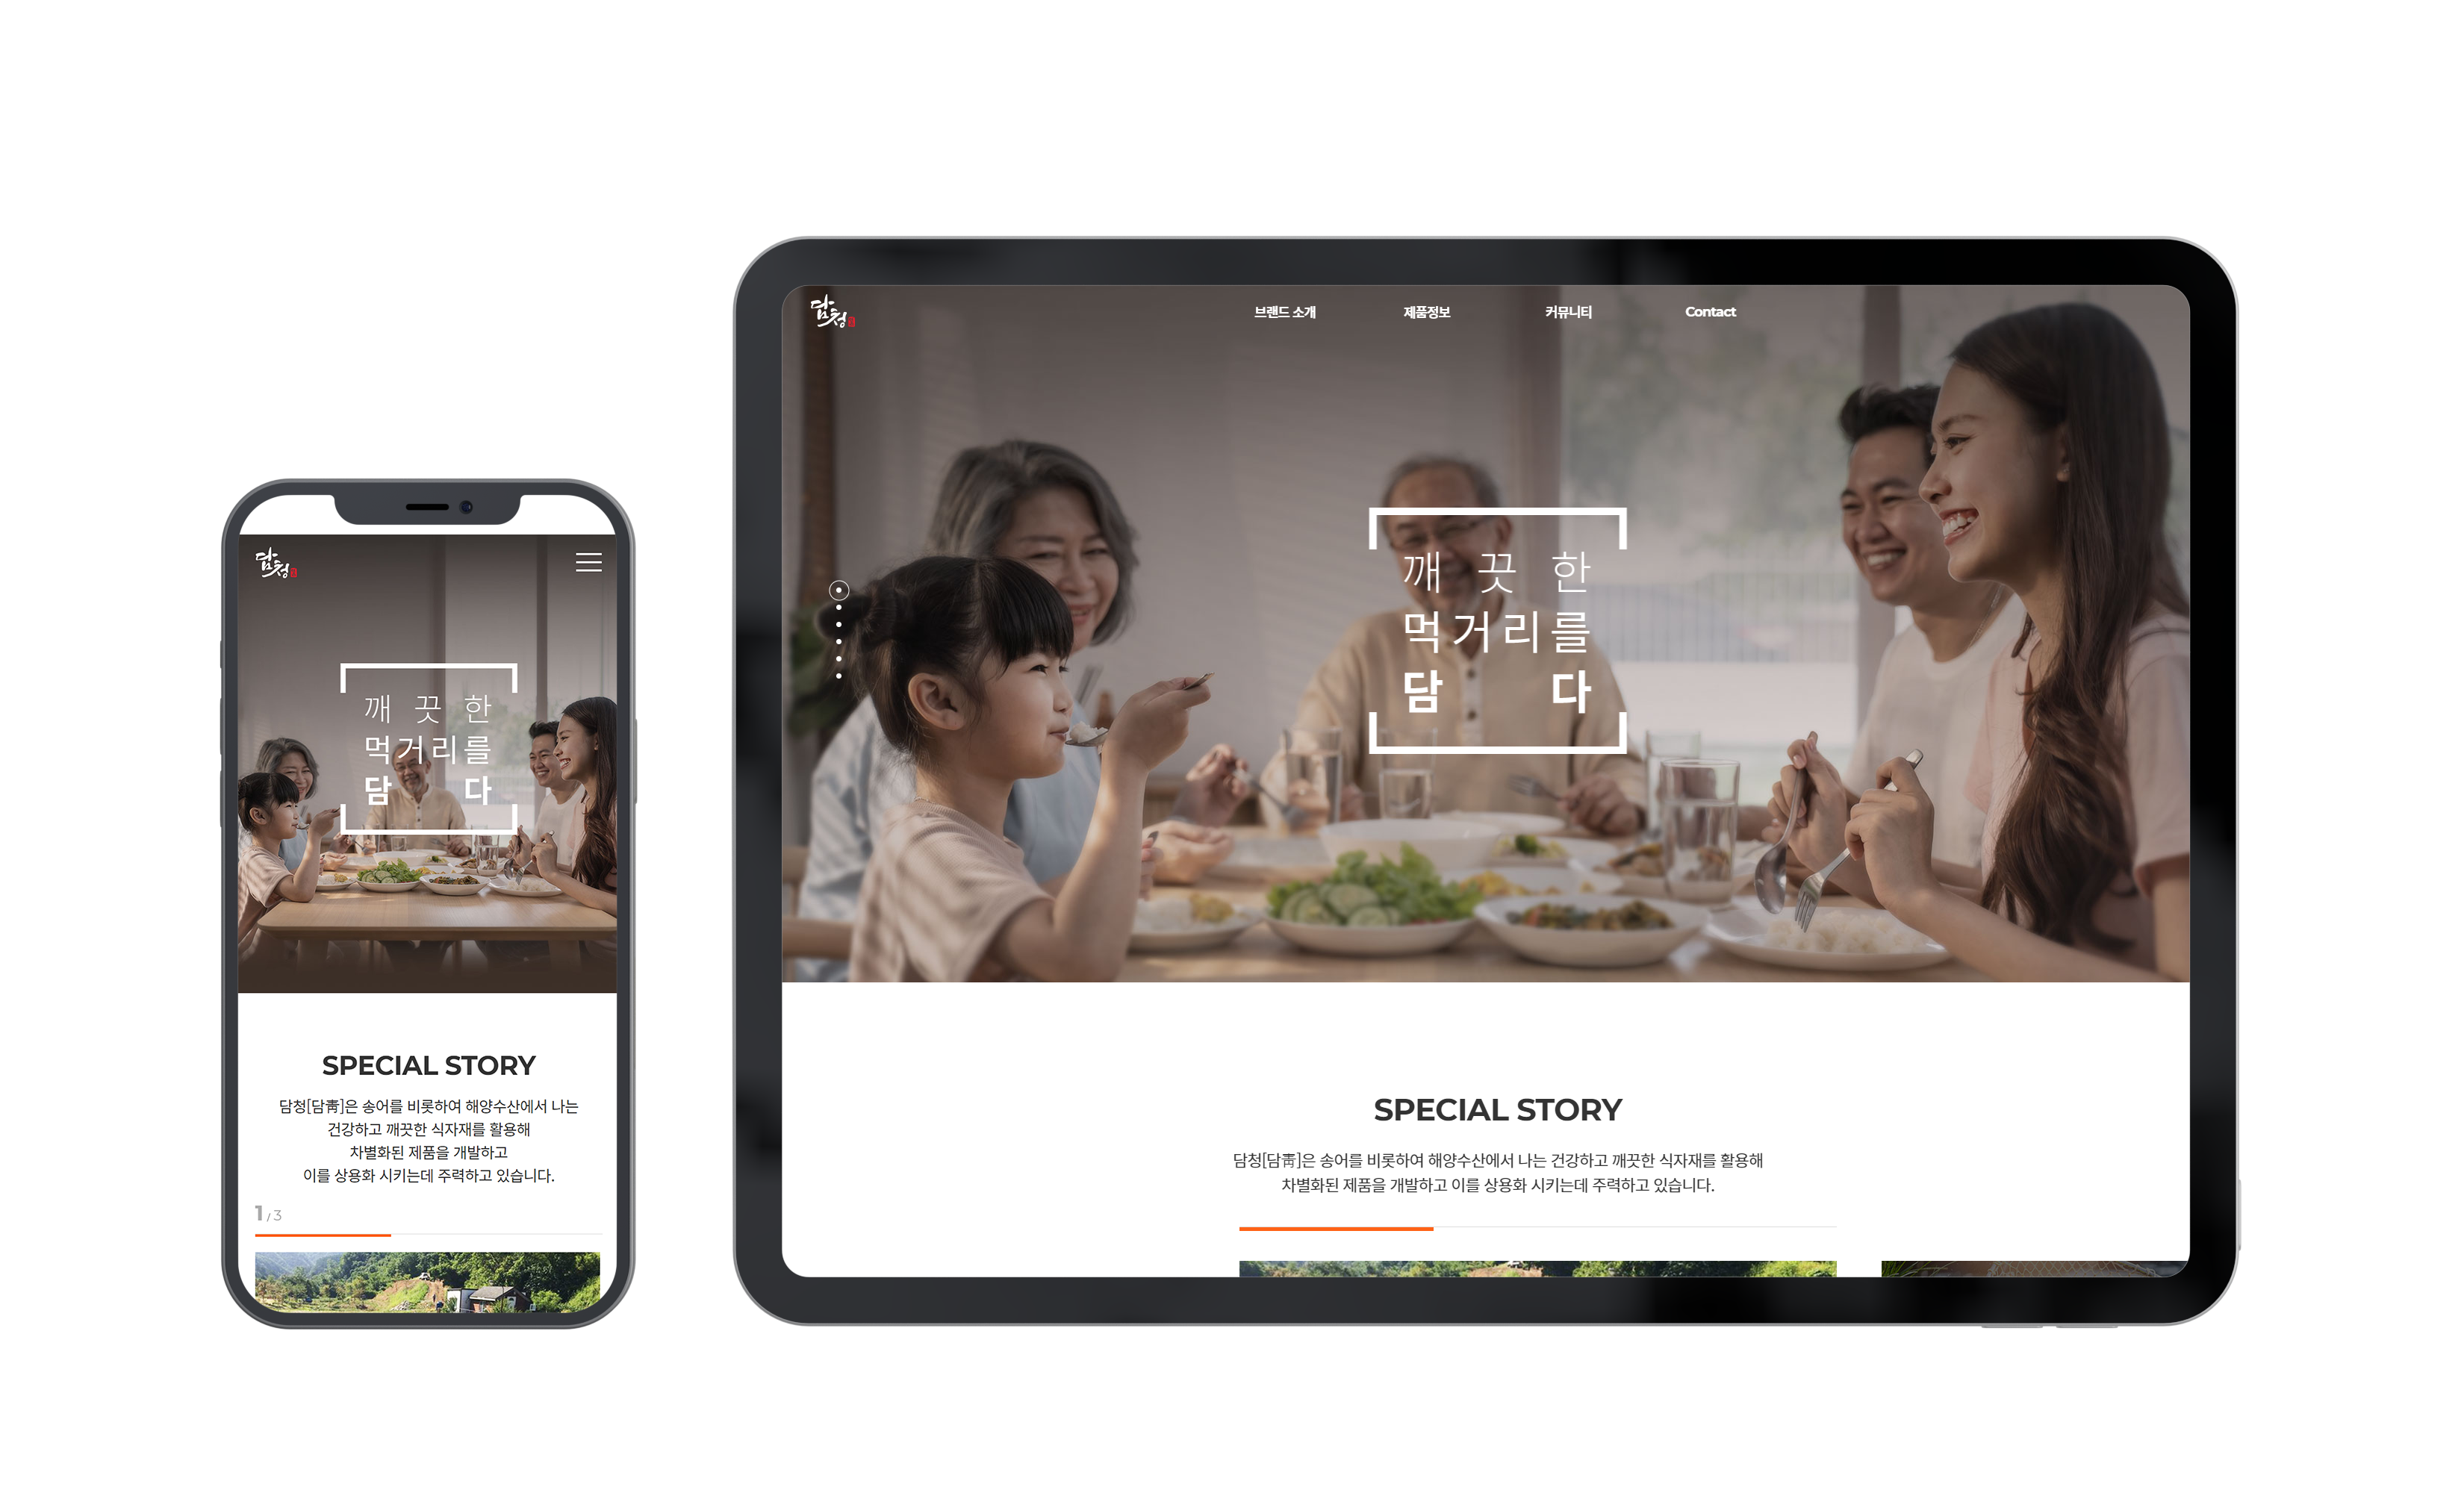 담청
깨 끗 한
먹거리를
담 다
SPECIAL STORY
담청[담靑]은 송어를 비롯하여 해양수산에서 나는
건강하고 깨끗한 식자재를 활용해
차별화된 제품을 개발하고
이를 상용화 시키는데 주력하고 있습니다.
1 / 3
담청
브랜드 소개 제품정보 커뮤니티 Contact
깨 끗 한
먹거리를
담 다
SPECIAL STORY
담청[담靑]은 송어를 비롯하여 해양수산에서 나는 건강하고 깨끗한 식자재를 활용해
차별화된 제품을 개발하고 이를 상용화 시키는데 주력하고 있습니다.